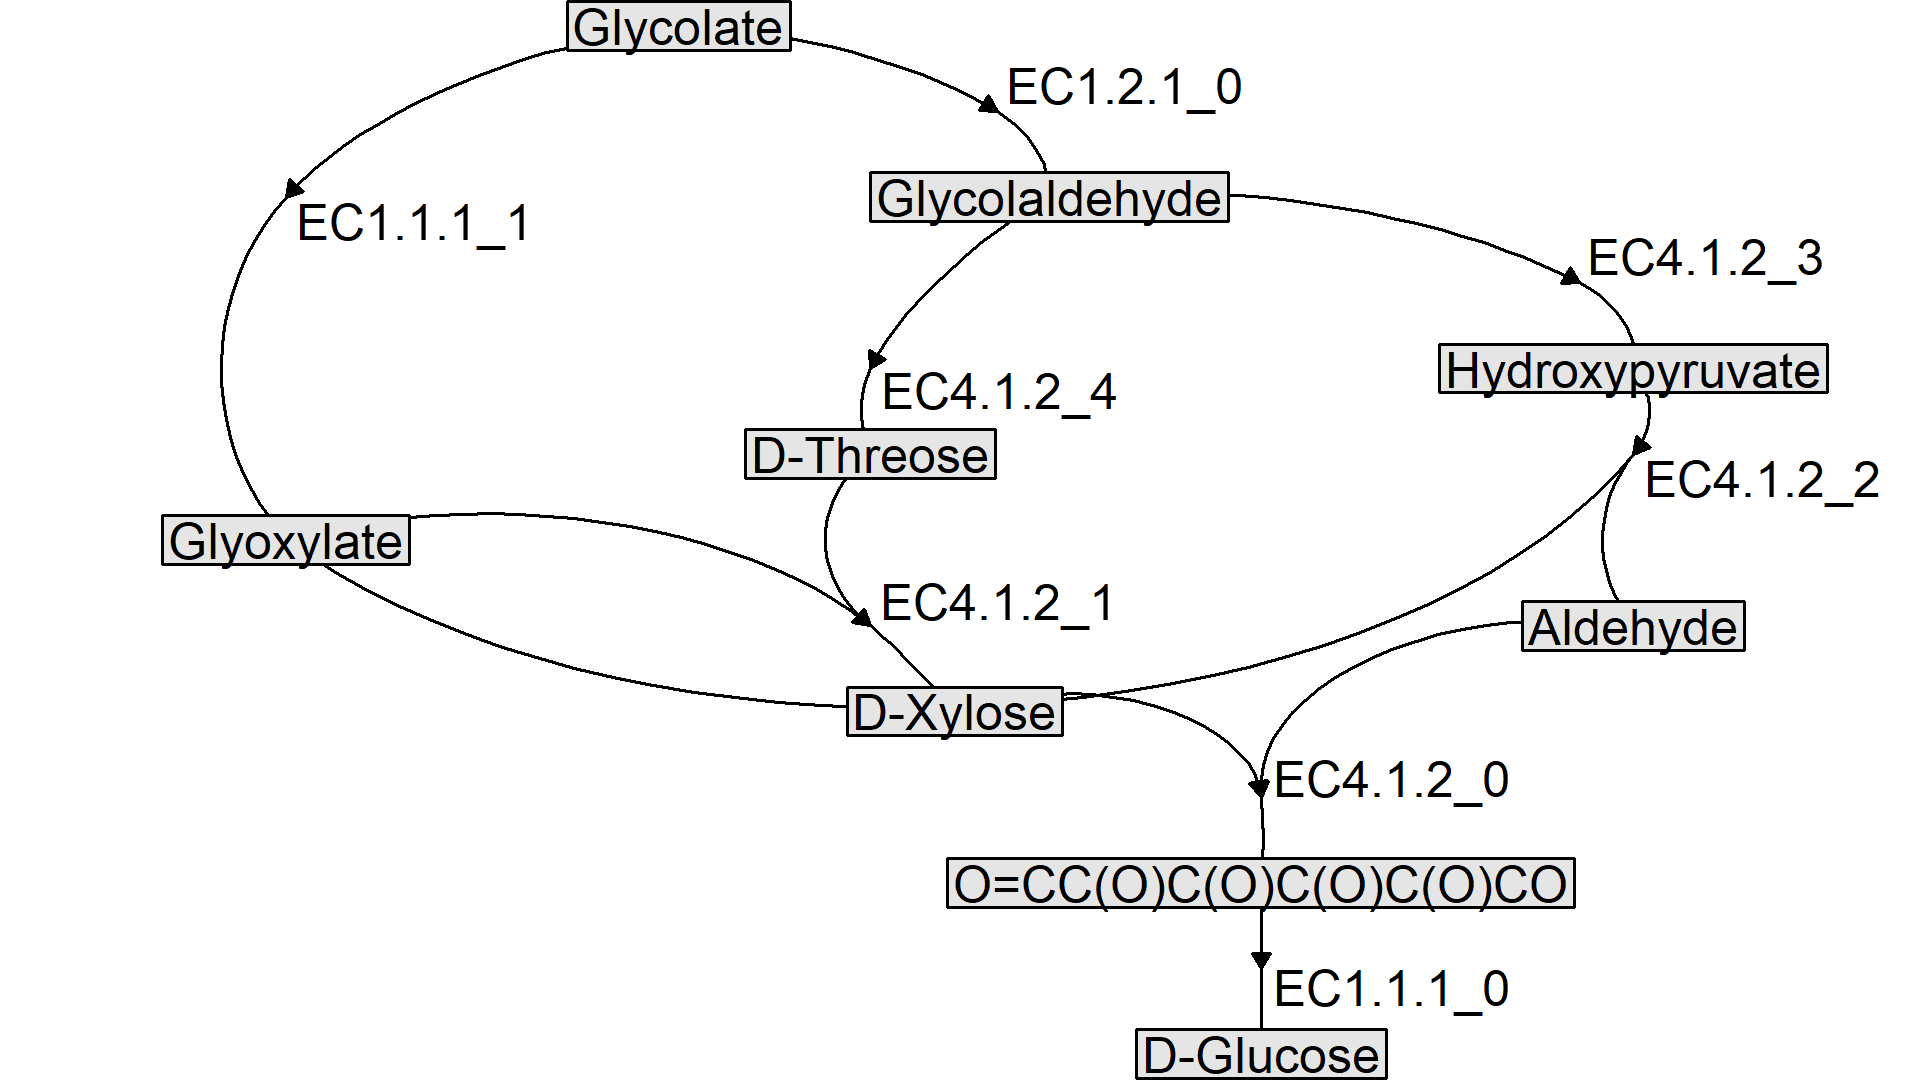 Glycolate
EC1.2.1_0
Glycolaldehyde
EC1.1.1_1
EC4.1.2_3
Hydroxypyruvate
EC4.1.2_4
D-Threose
EC4.1.2_2
Glyoxylate
EC4.1.2_1
Aldehyde
D-Xylose
EC4.1.2_0
O=CC(O)C(O)C(O)C(O)CO
EC1.1.1_0
D-Glucose